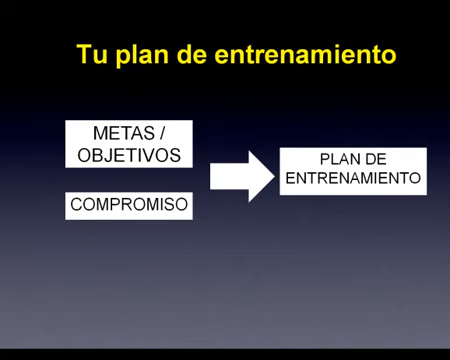 Tu plan de entrenamiento
METAS /
OBJETIVOS
COMPROMISO
PLAN DE
ENTRENAMIENTO